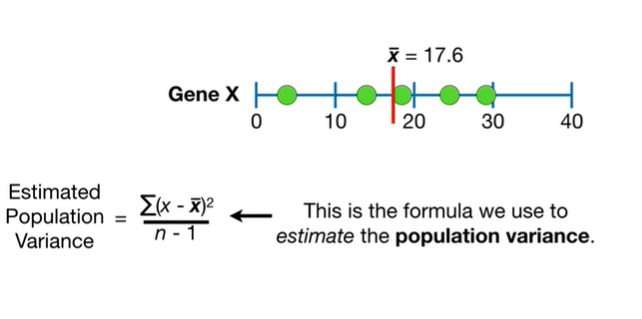 x̄ = 17.6
Gene X
0 10 20 30 40
Estimated
Population
Variance
=
∑(x - x̄)²
n - 1
This is the formula we use to
estimate the population variance.